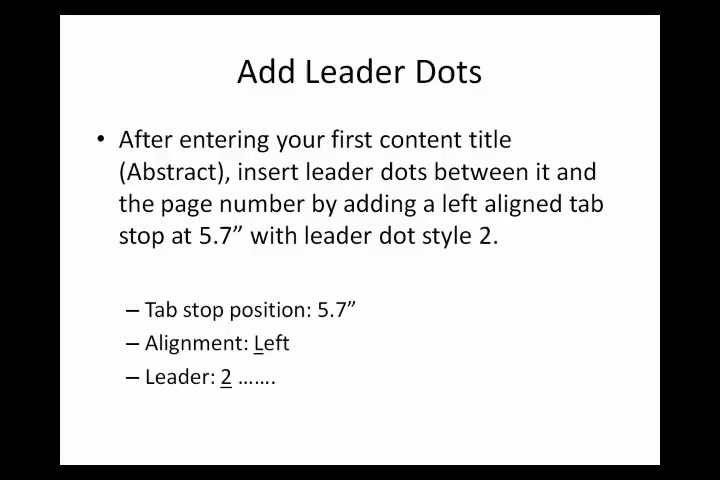 Add Leader Dots
• After entering your first content title
(Abstract), insert leader dots between it and
the page number by adding a left aligned tab
stop at 5.7” with leader dot style 2.
– Tab stop position: 5.7”
– Alignment: Left
– Leader: 2 …….